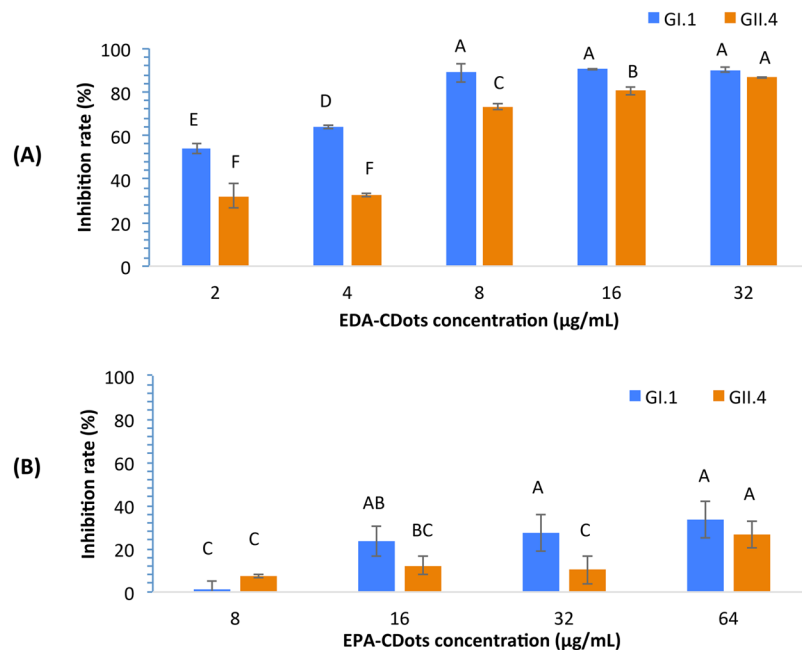 GI.1 GII.4
(A)
Inhibition rate (%)
100
80
60
40
20
0
E F D F A C A B A A
2 4 8 16 32
EDA-CDots concentration (µg/mL)
GI.1 GII.4
(B)
Inhibition rate (%)
100
80
60
40
20
0
C C AB BC A C A A
8 16 32 64
EPA-CDots concentration (µg/mL)